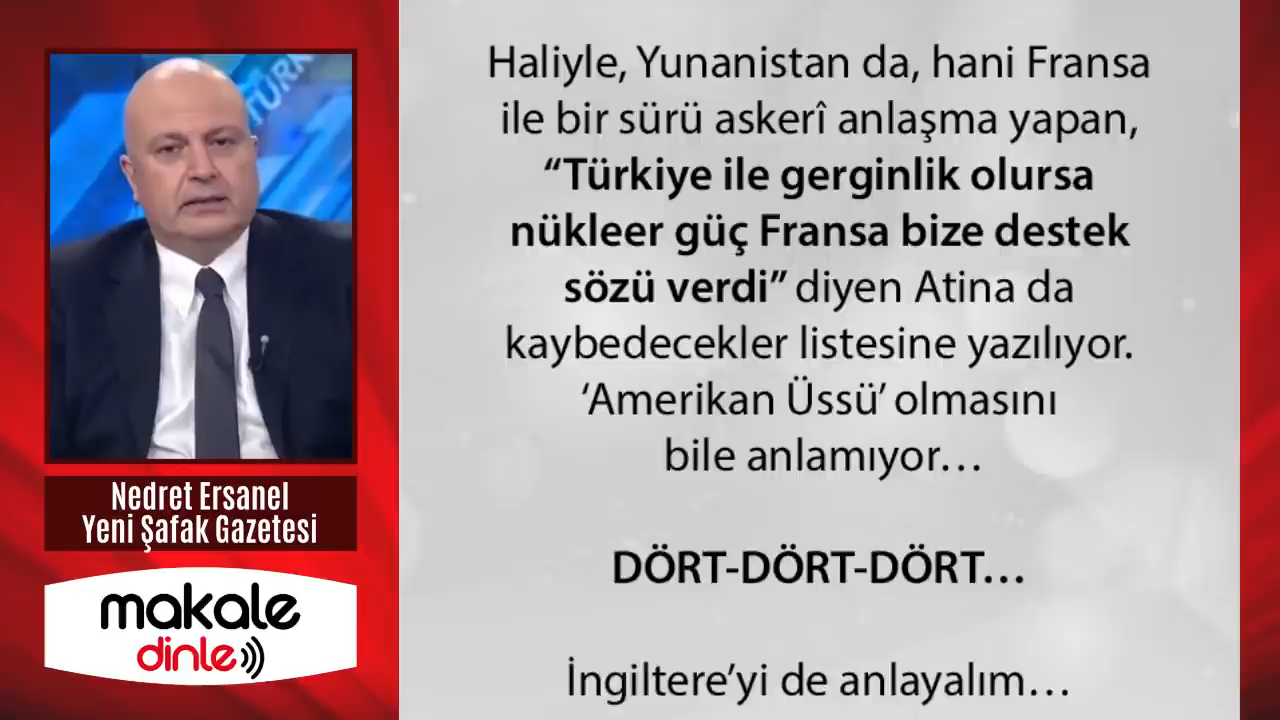 TÜRK
Nedret Ersanel
Yeni Şafak Gazetesi
makale
dinle
Haliyle, Yunanistan da, hani Fransa
ile bir sürü askerî anlaşma yapan,
“Türkiye ile gerginlik olursa
nükleer güç Fransa bize destek
sözü verdi” diyen Atina da
kaybedecekler listesine yazılıyor.
‘Amerikan Üssü’ olmasını
bile anlamıyor…
DÖRT-DÖRT-DÖRT…
İngiltere’yi de anlayalım…